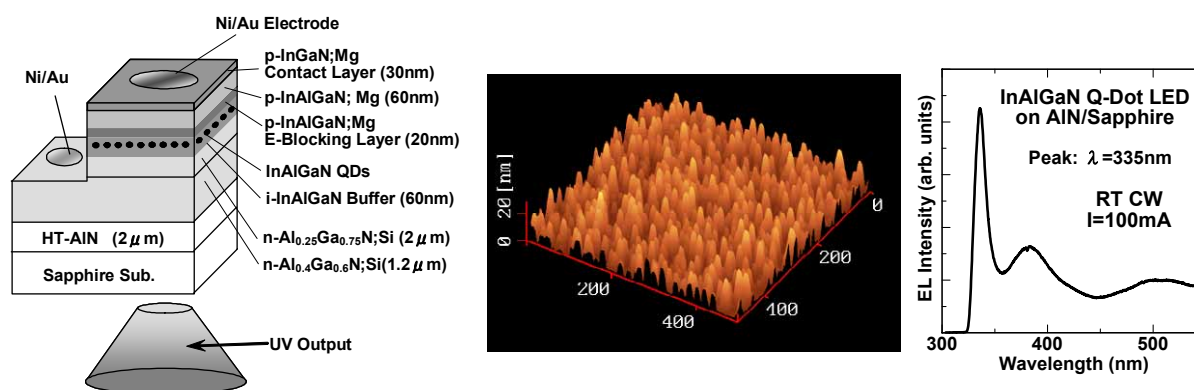 Ni/Au Electrode
Ni/Au
p-InGaN;Mg
Contact Layer (30nm)
p-InAlGaN; Mg (60nm)
p-InAlGaN;Mg
E-Blocking Layer (20nm)
InAlGaN QDs
i-InAlGaN Buffer (60nm)
n-Al0.25Ga0.75N;Si (2μm)
n-Al0.4Ga0.6N;Si(1.2μm)
HT-AlN (2μm)
Sapphire Sub.
UV Output
20 [nm]
0
200
400
400
200
0
EL Intensity (arb. units)
InAlGaN Q-Dot LED
on AlN/Sapphire
Peak: λ=335nm
RT CW
I=100mA
300 400 500
Wavelength (nm)